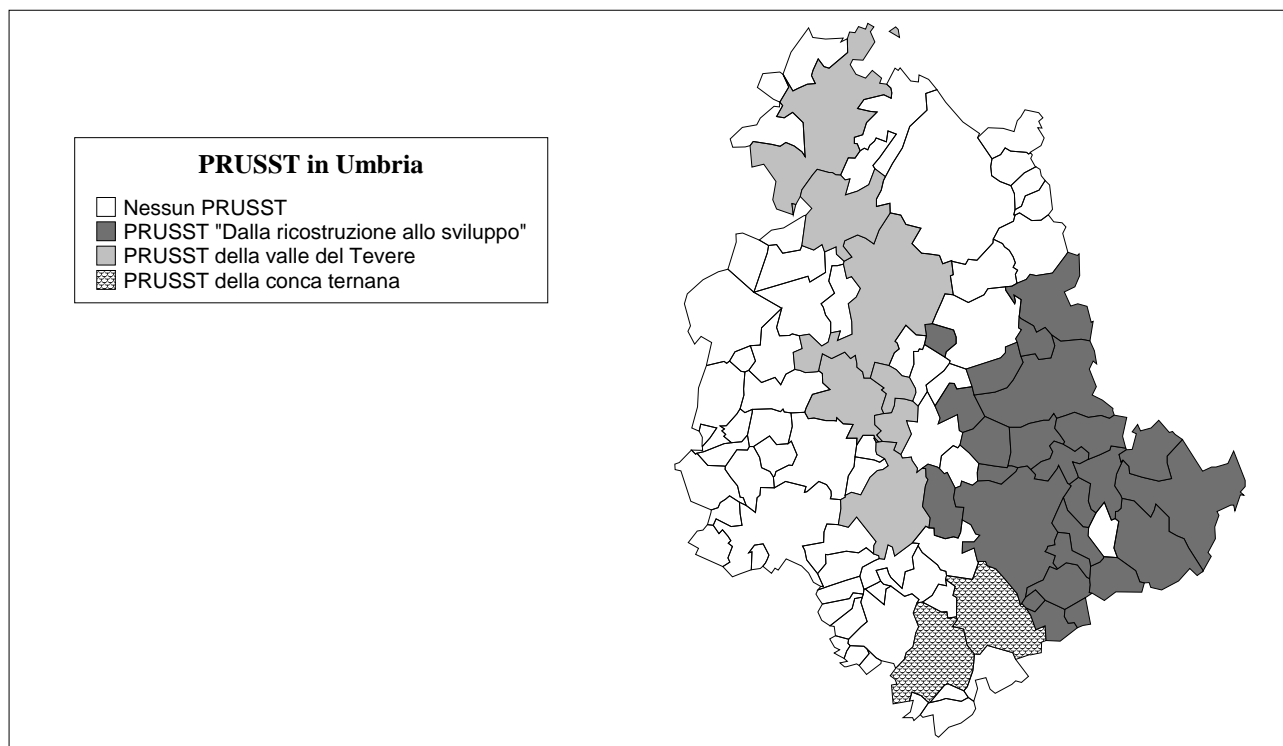 PRUSST in Umbria
Nessun PRUSST
PRUSST "Dalla ricostruzione allo sviluppo"
PRUSST della valle del Tevere
PRUSST della conca ternana